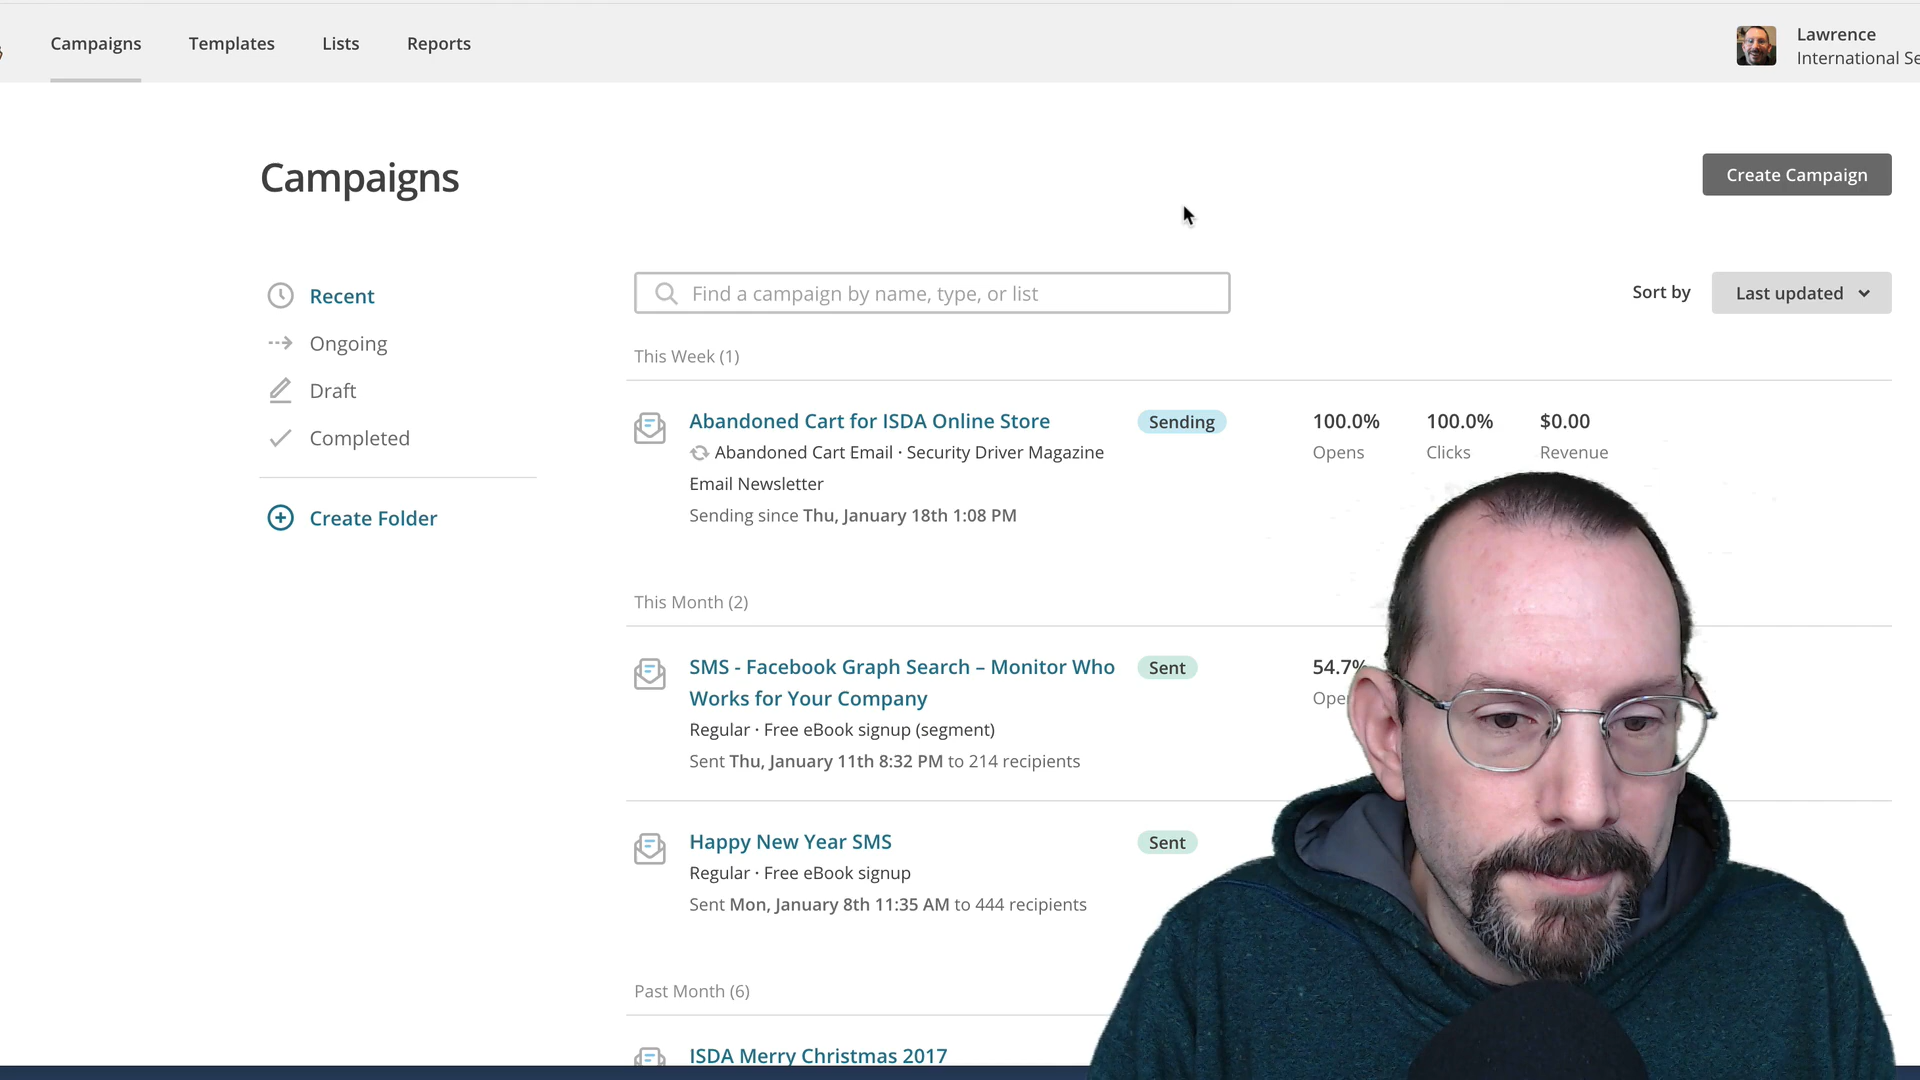 Campaigns
Templates
Lists
Reports
Lawrence
International Se
Campaigns
Create Campaign
Recent
Ongoing
Draft
Completed
Create Folder
Find a campaign by name, type, or list
Sort by
Last updated
This Week (1)
Abandoned Cart for ISDA Online Store
Sending
100.0%
100.0%
$0.00
Abandoned Cart Email · Security Driver Magazine
Opens
Clicks
Revenue
Email Newsletter
Sending since Thu, January 18th 1:08 PM
This Month (2)
SMS - Facebook Graph Search – Monitor Who
Sent
54.7%
Works for Your Company
Ope
Regular · Free eBook signup (segment)
Sent Thu, January 11th 8:32 PM to 214 recipients
Happy New Year SMS
Sent
Regular · Free eBook signup
Sent Mon, January 8th 11:35 AM to 444 recipients
Past Month (6)
ISDA Merry Christmas 2017